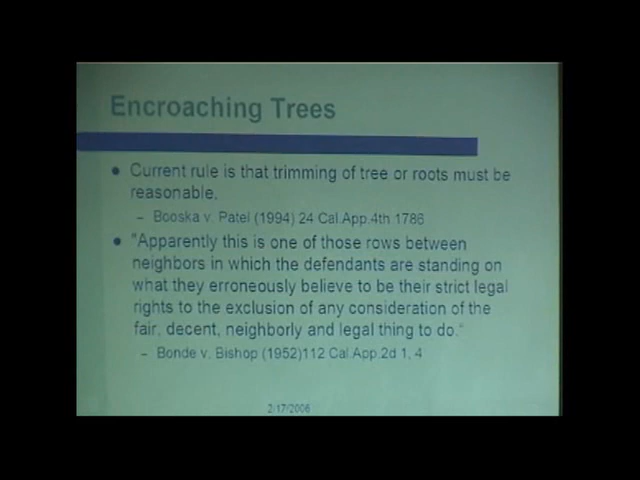 Encroaching Trees
• Current rule is that trimming of tree or roots must be
reasonable.
– Booska v. Patel (1994) 24 Cal.App.4th 1786
• "Apparently this is one of those rows between
neighbors in which the defendants are standing on
what they erroneously believe to be their strict legal
rights to the exclusion of any consideration of the
fair, decent, neighborly and legal thing to do."
– Bonde v. Bishop (1952)112 Cal.App.2d 1, 4
2/17/2006